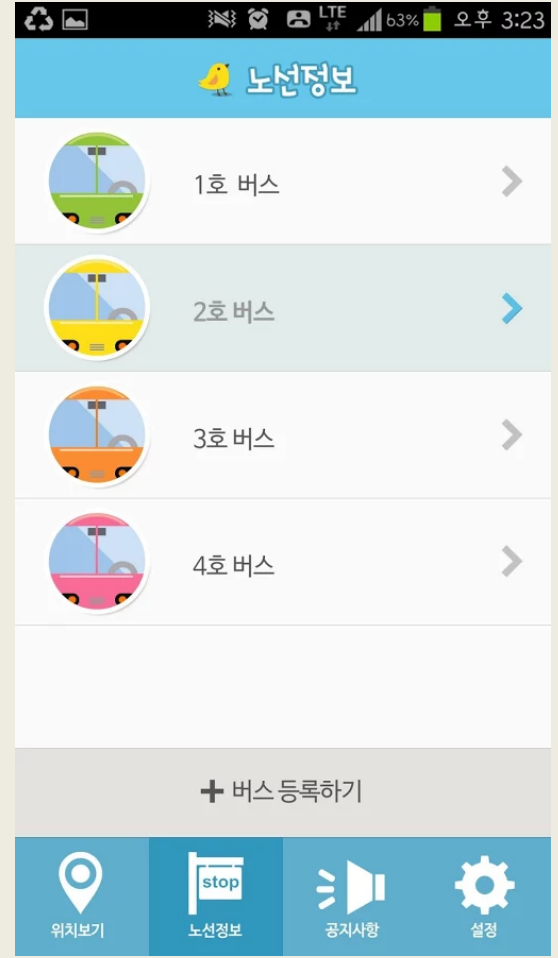 LTE 63% 오후 3:23
노선정보
1호 버스
2호 버스
3호 버스
4호 버스
+ 버스 등록하기
stop
위치보기 노선정보 공지사항 설정